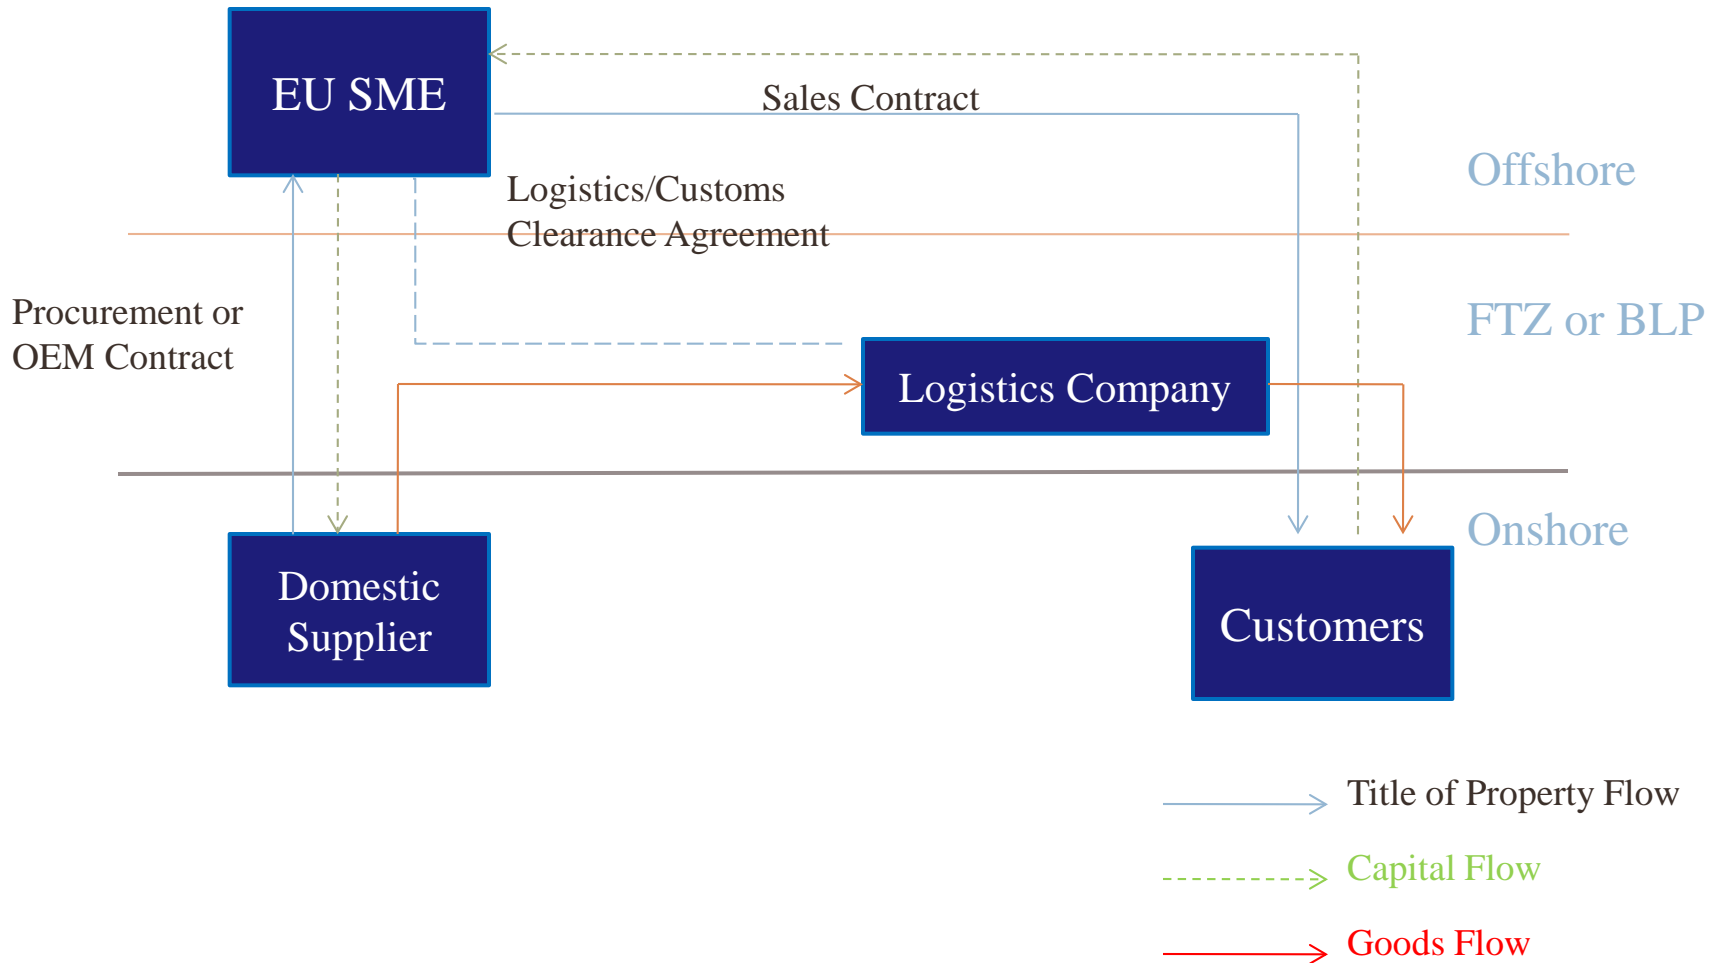 EU SME
Sales Contract
Offshore
Logistics/Customs
Clearance Agreement
Procurement or
OEM Contract
FTZ or BLP
Logistics Company
Onshore
Domestic
Supplier
Customers
Title of Property Flow
Capital Flow
Goods Flow